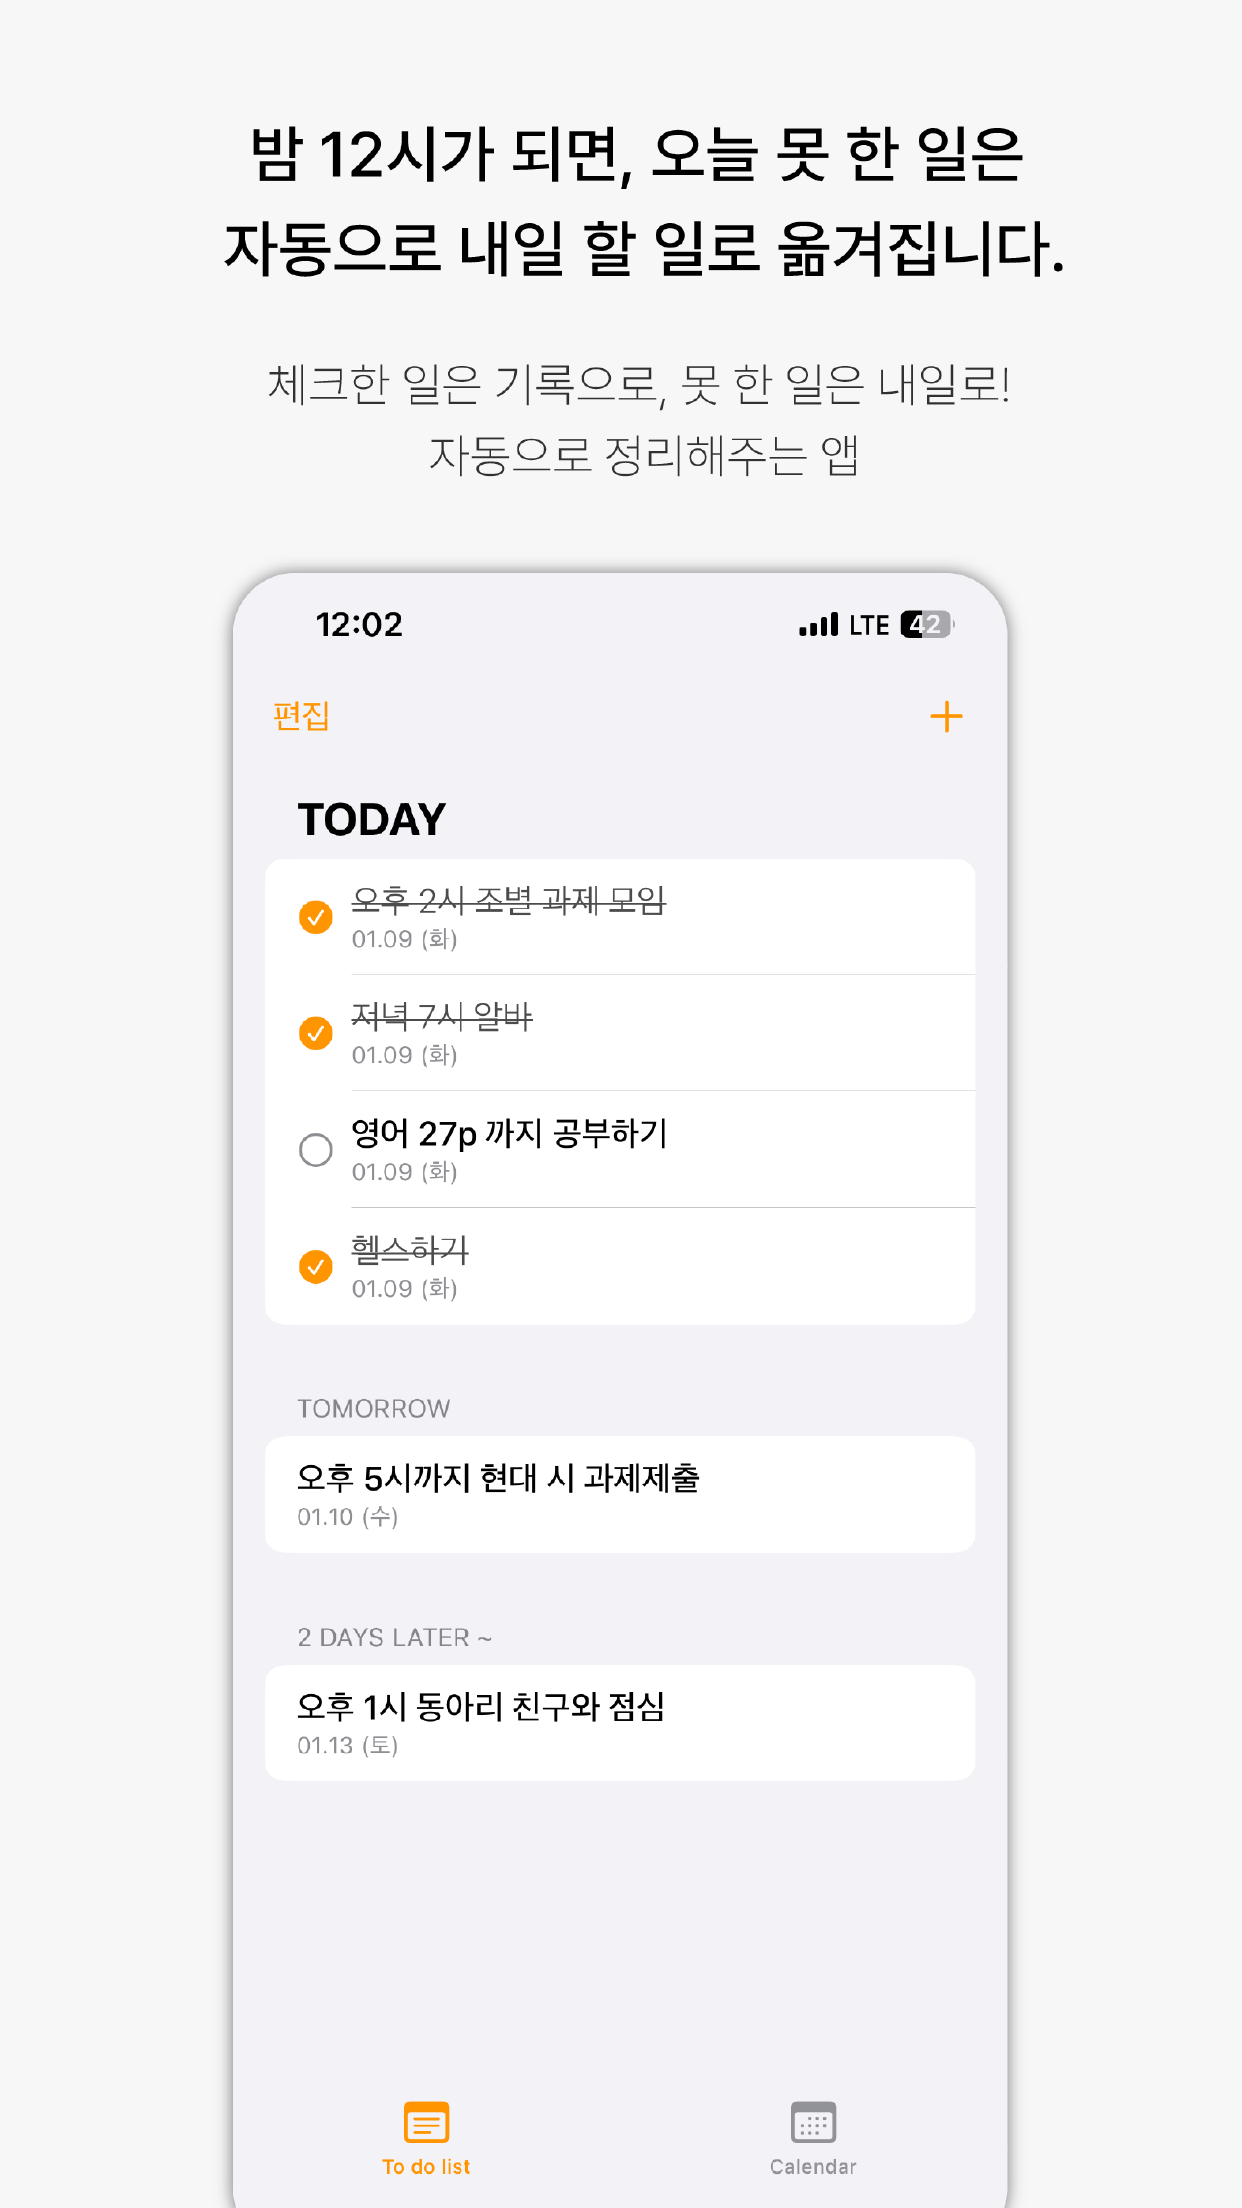 밤 12시가 되면, 오늘 못 한 일은
자동으로 내일 할 일로 옮겨집니다.
체크한 일은 기록으로, 못 한 일은 내일로!
자동으로 정리해주는 앱
12:02
LTE 42
편집
TODAY
오후 2시 조별 과제 모임
01.09 (화)
저녁 7시 알바
01.09 (화)
영어 27p 까지 공부하기
01.09 (화)
헬스하기
01.09 (화)
TOMORROW
오후 5시까지 현대 시 과제제출
01.10 (수)
2 DAYS LATER ~
오후 1시 동아리 친구와 점심
01.13 (토)
To do list
Calendar